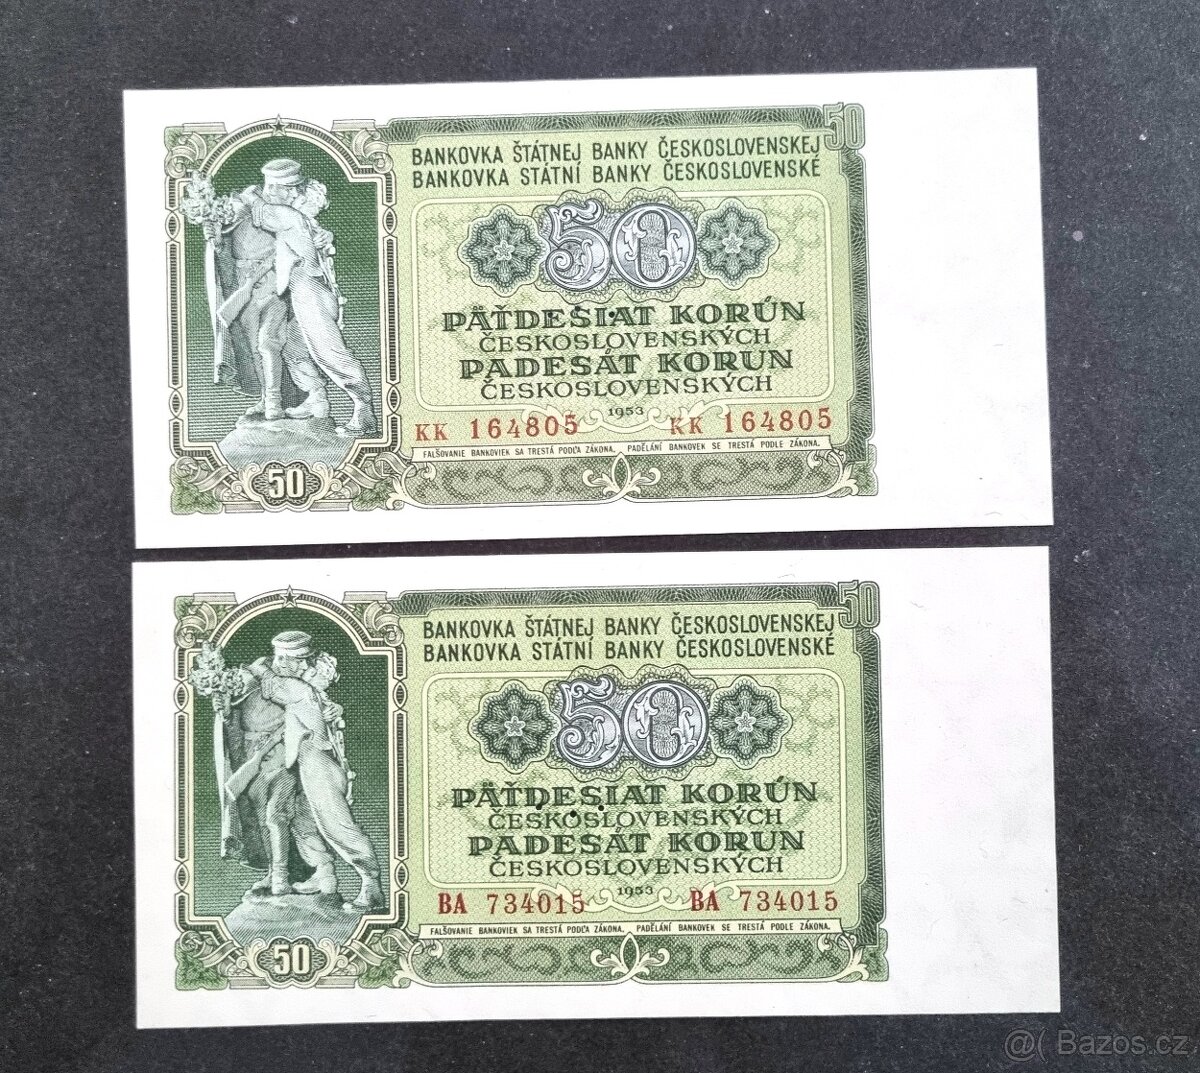 50
BANKOVKA ŠTÁTNEJ BANKY ČESKOSLOVENSKEJ
BANKOVKA STÁTNÍ BANKY ČESKOSLOVENSKÉ
50
PÄŤDESIAT KORÚN
ČESKOSLOVENSKÝCH
PADESÁT KORUN
ČESKOSLOVENSKÝCH
1953
KK 164805 KK 164805
FALŠOVANIE BANKOVIEK SA TRESTÁ PODĽA ZÁKONA. PADĚLÁNÍ BANKOVEK SE TRESTÁ PODLE ZÁKONA.
50
50
BANKOVKA ŠTÁTNEJ BANKY ČESKOSLOVENSKEJ
BANKOVKA STÁTNÍ BANKY ČESKOSLOVENSKÉ
50
PÄŤDESIAT KORÚN
ČESKOSLOVENSKÝCH
PADESÁT KORUN
ČESKOSLOVENSKÝCH
1953
BA 734015 BA 734015
FALŠOVANIE BANKOVIEK SA TRESTÁ PODĽA ZÁKONA. PADĚLÁNÍ BANKOVEK SE TRESTÁ PODLE ZÁKONA.
50
@( Bazos.cz